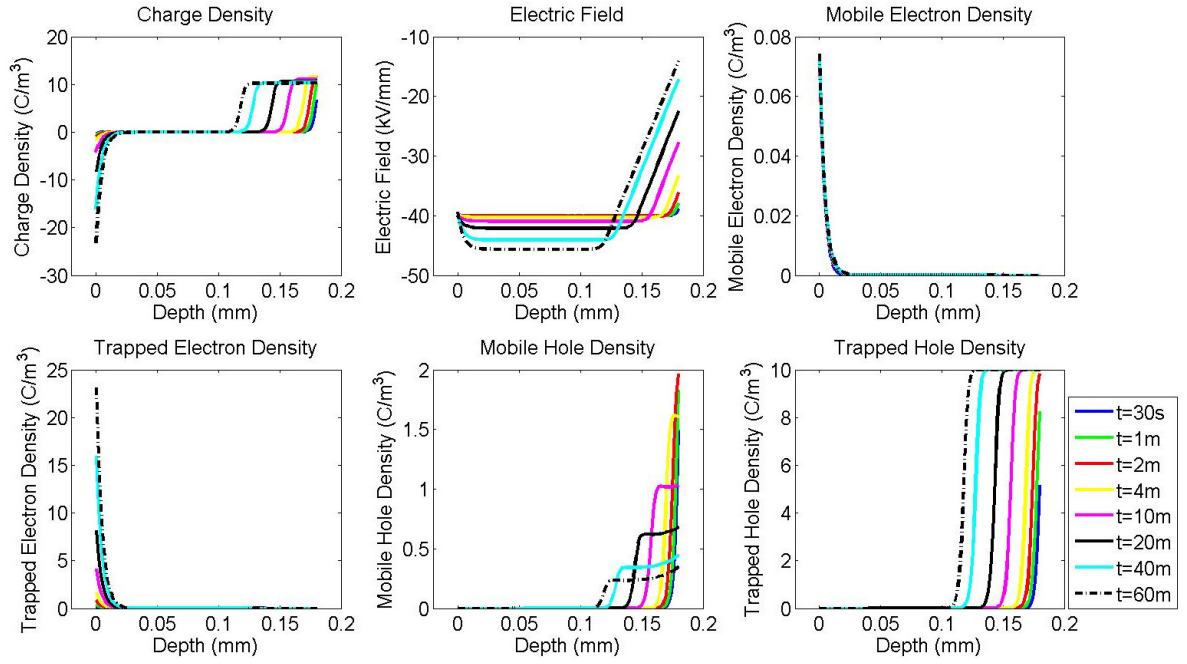 Charge Density
Electric Field
Mobile Electron Density
Charge Density (C/m³)
20
10
0
-10
-20
-30
0
0.05
0.1
0.15
0.2
Depth (mm)
Electric Field (kV/mm)
-10
-20
-30
-40
-50
0
0.05
0.1
0.15
0.2
Depth (mm)
Mobile Electron Density (C/m³)
0.08
0.06
0.04
0.02
0
0
0.05
0.1
0.15
0.2
Depth (mm)
Trapped Electron Density
Mobile Hole Density
Trapped Hole Density
Trapped Electron Density (C/m³)
25
20
15
10
5
0
0
0.05
0.1
0.15
0.2
Depth (mm)
Mobile Hole Density (C/m³)
2
1.5
1
0.5
0
0
0.05
0.1
0.15
0.2
Depth (mm)
Trapped Hole Density (C/m³)
10
8
6
4
2
0
0
0.05
0.1
0.15
0.2
Depth (mm)
t=30s
t=1m
t=2m
t=4m
t=10m
t=20m
t=40m
t=60m